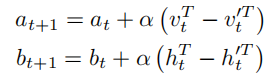 a_{t+1} = a_t + α (v_t^T − v_t'^T)
b_{t+1} = b_t + α (h_t^T − h_t'^T)